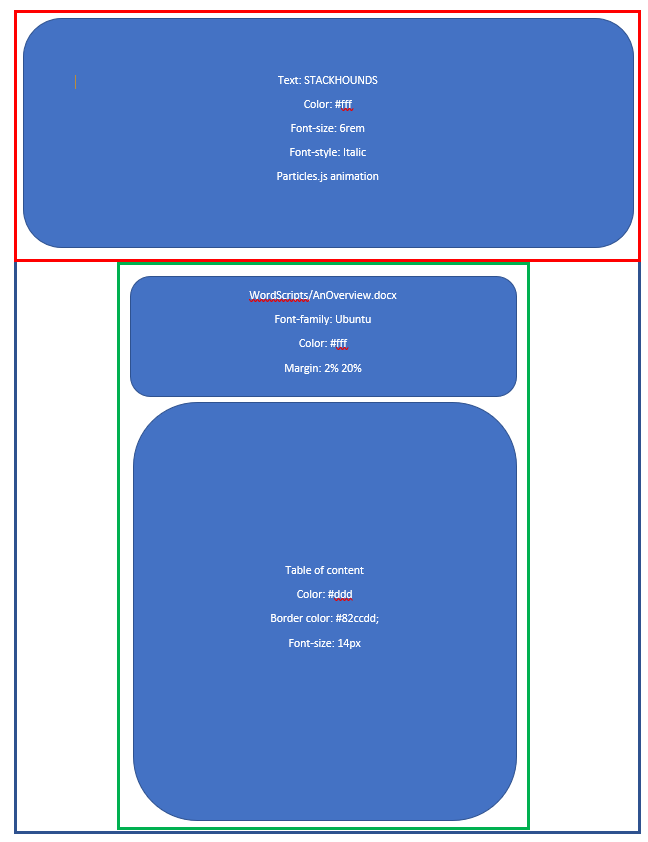 Text: STACKHOUNDS
Color: #fff
Font-size: 6rem
Font-style: Italic
Particles.js animation
WordScripts/AnOverview.docx
Font-family: Ubuntu
Color: #fff
Margin: 2% 20%
Table of content
Color: #ddd
Border color: #82ccdd;
Font-size: 14px